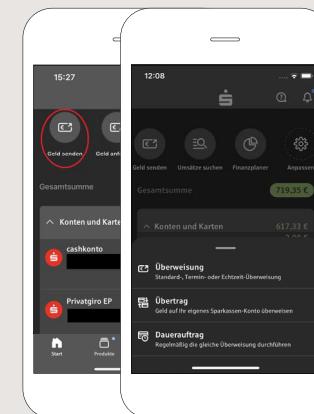 15:27
Geld senden
Geld anf
Gesamtsumme
Konten und Karte
cashkonto
Privatgiro EP
Start
Produkte
12:08
Geld senden
Umsätze suchen
Finanzplaner
Anpassen
Gesamtsumme
719,35 €
Konten und Karten
617,33 €
Überweisung
Standard-, Termin- oder Echtzeit-Überweisung
Übertrag
Geld auf Ihr eigenes Sparkassen-Konto überweisen
Dauerauftrag
Regelmäßig die gleiche Überweisung durchführen